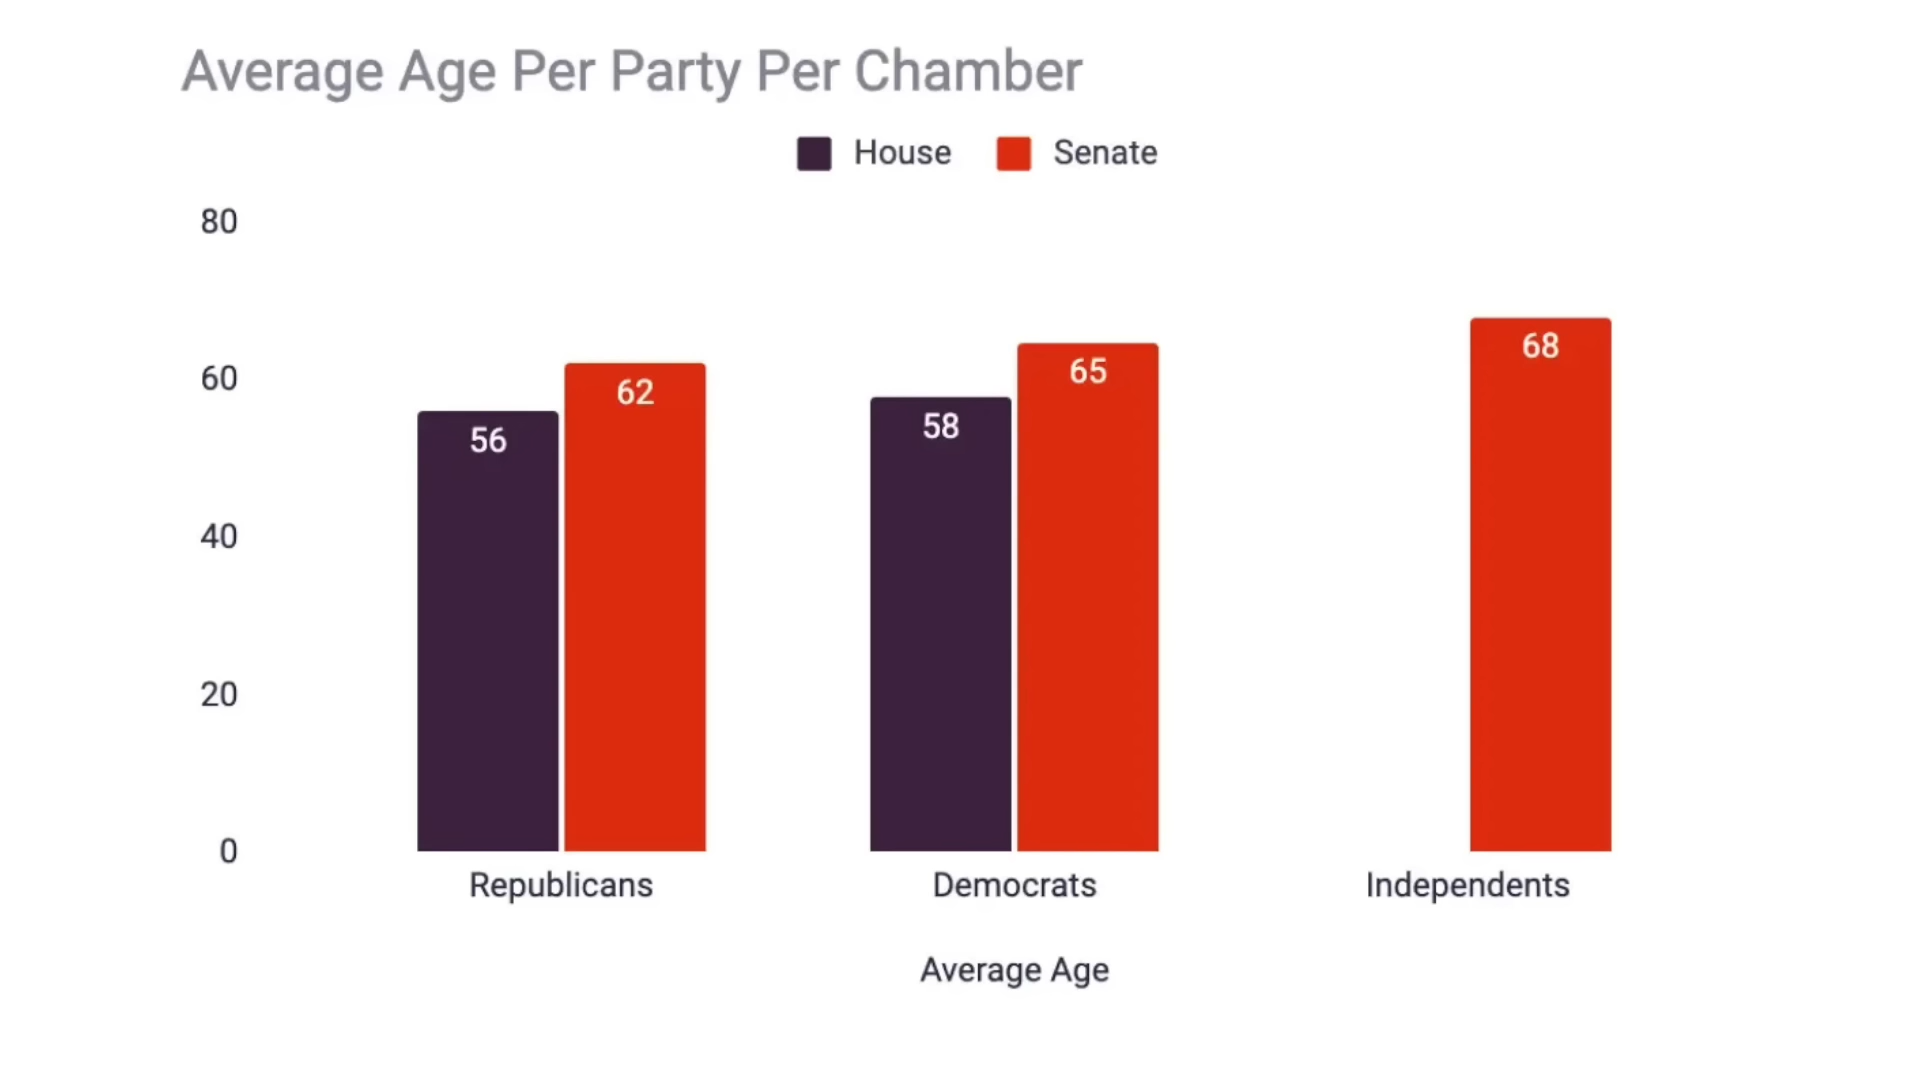 Average Age Per Party Per Chamber
House Senate
80
60
40
20
0
56
62
58
65
68
Republicans Democrats Independents
Average Age